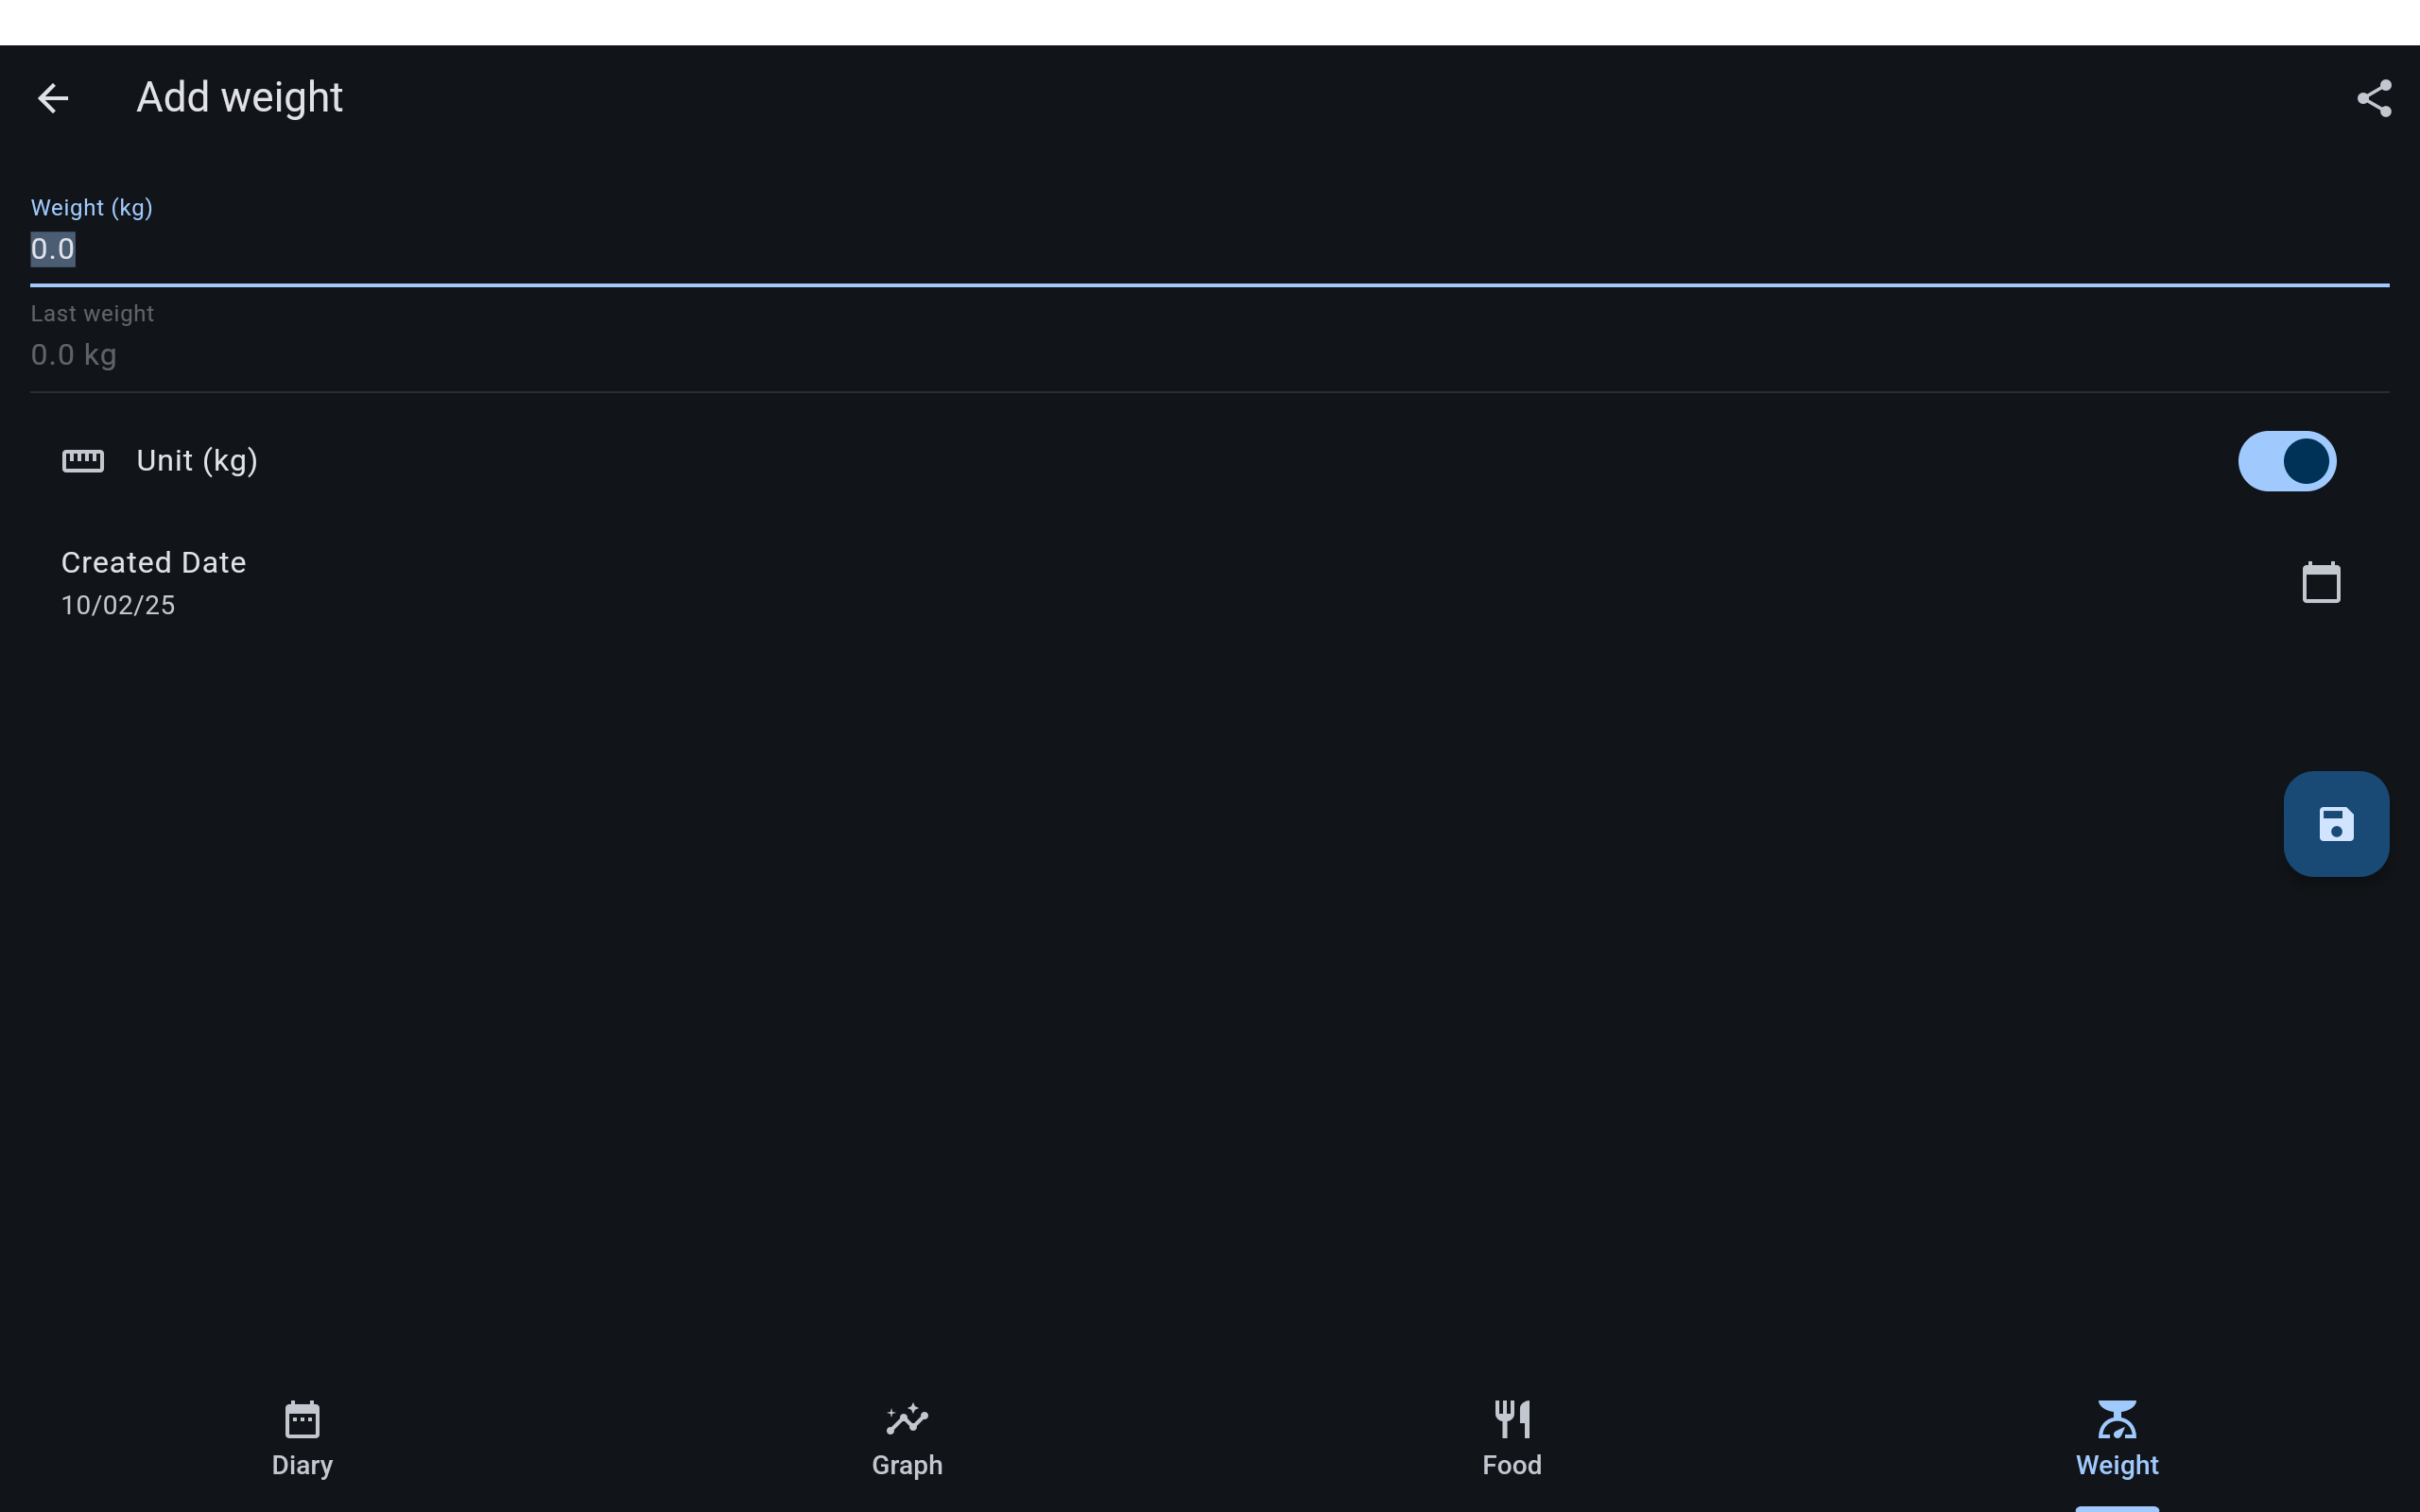 Add weight
Weight (kg)
0.0
Last weight
0.0 kg
Unit (kg)
Created Date
10/02/25
Diary
Graph
Food
Weight